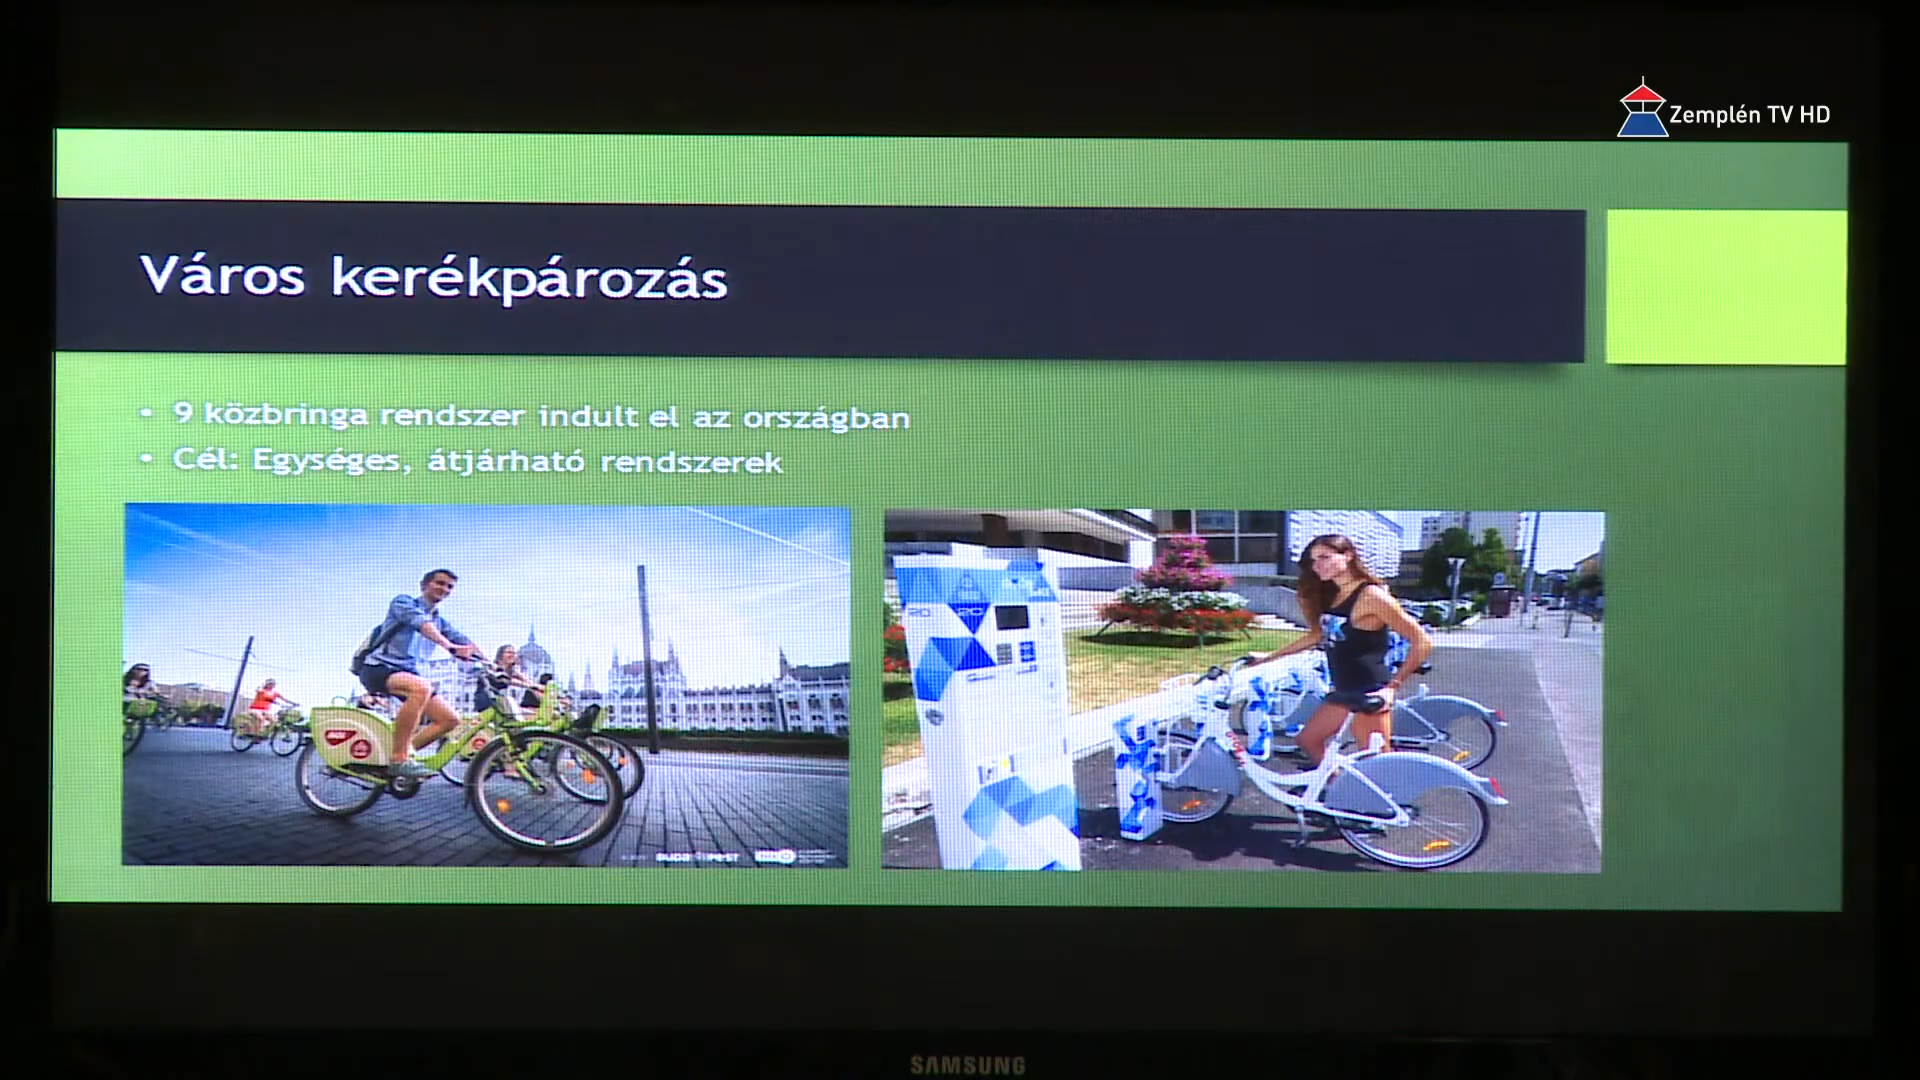 Zemplén TV HD
Város kerékpározás
• 9 közbringa rendszer indult el az országban
• Cél: Egységes, átjárható rendszerek
SAMSUNG